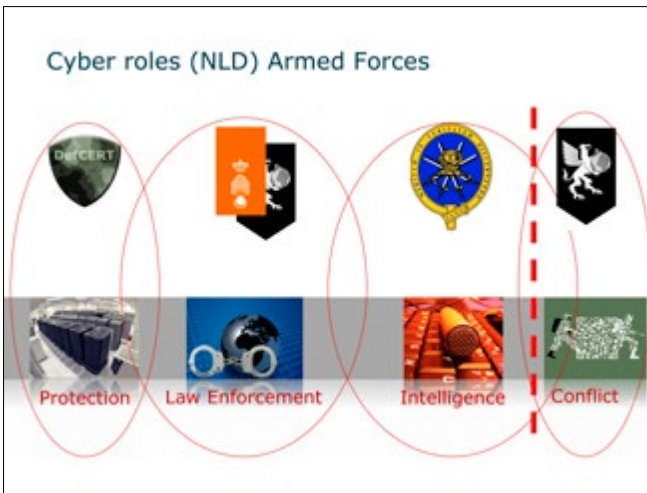 Cyber roles (NLD) Armed Forces
DefCERT
Protection
Law Enforcement
Intelligence
Conflict